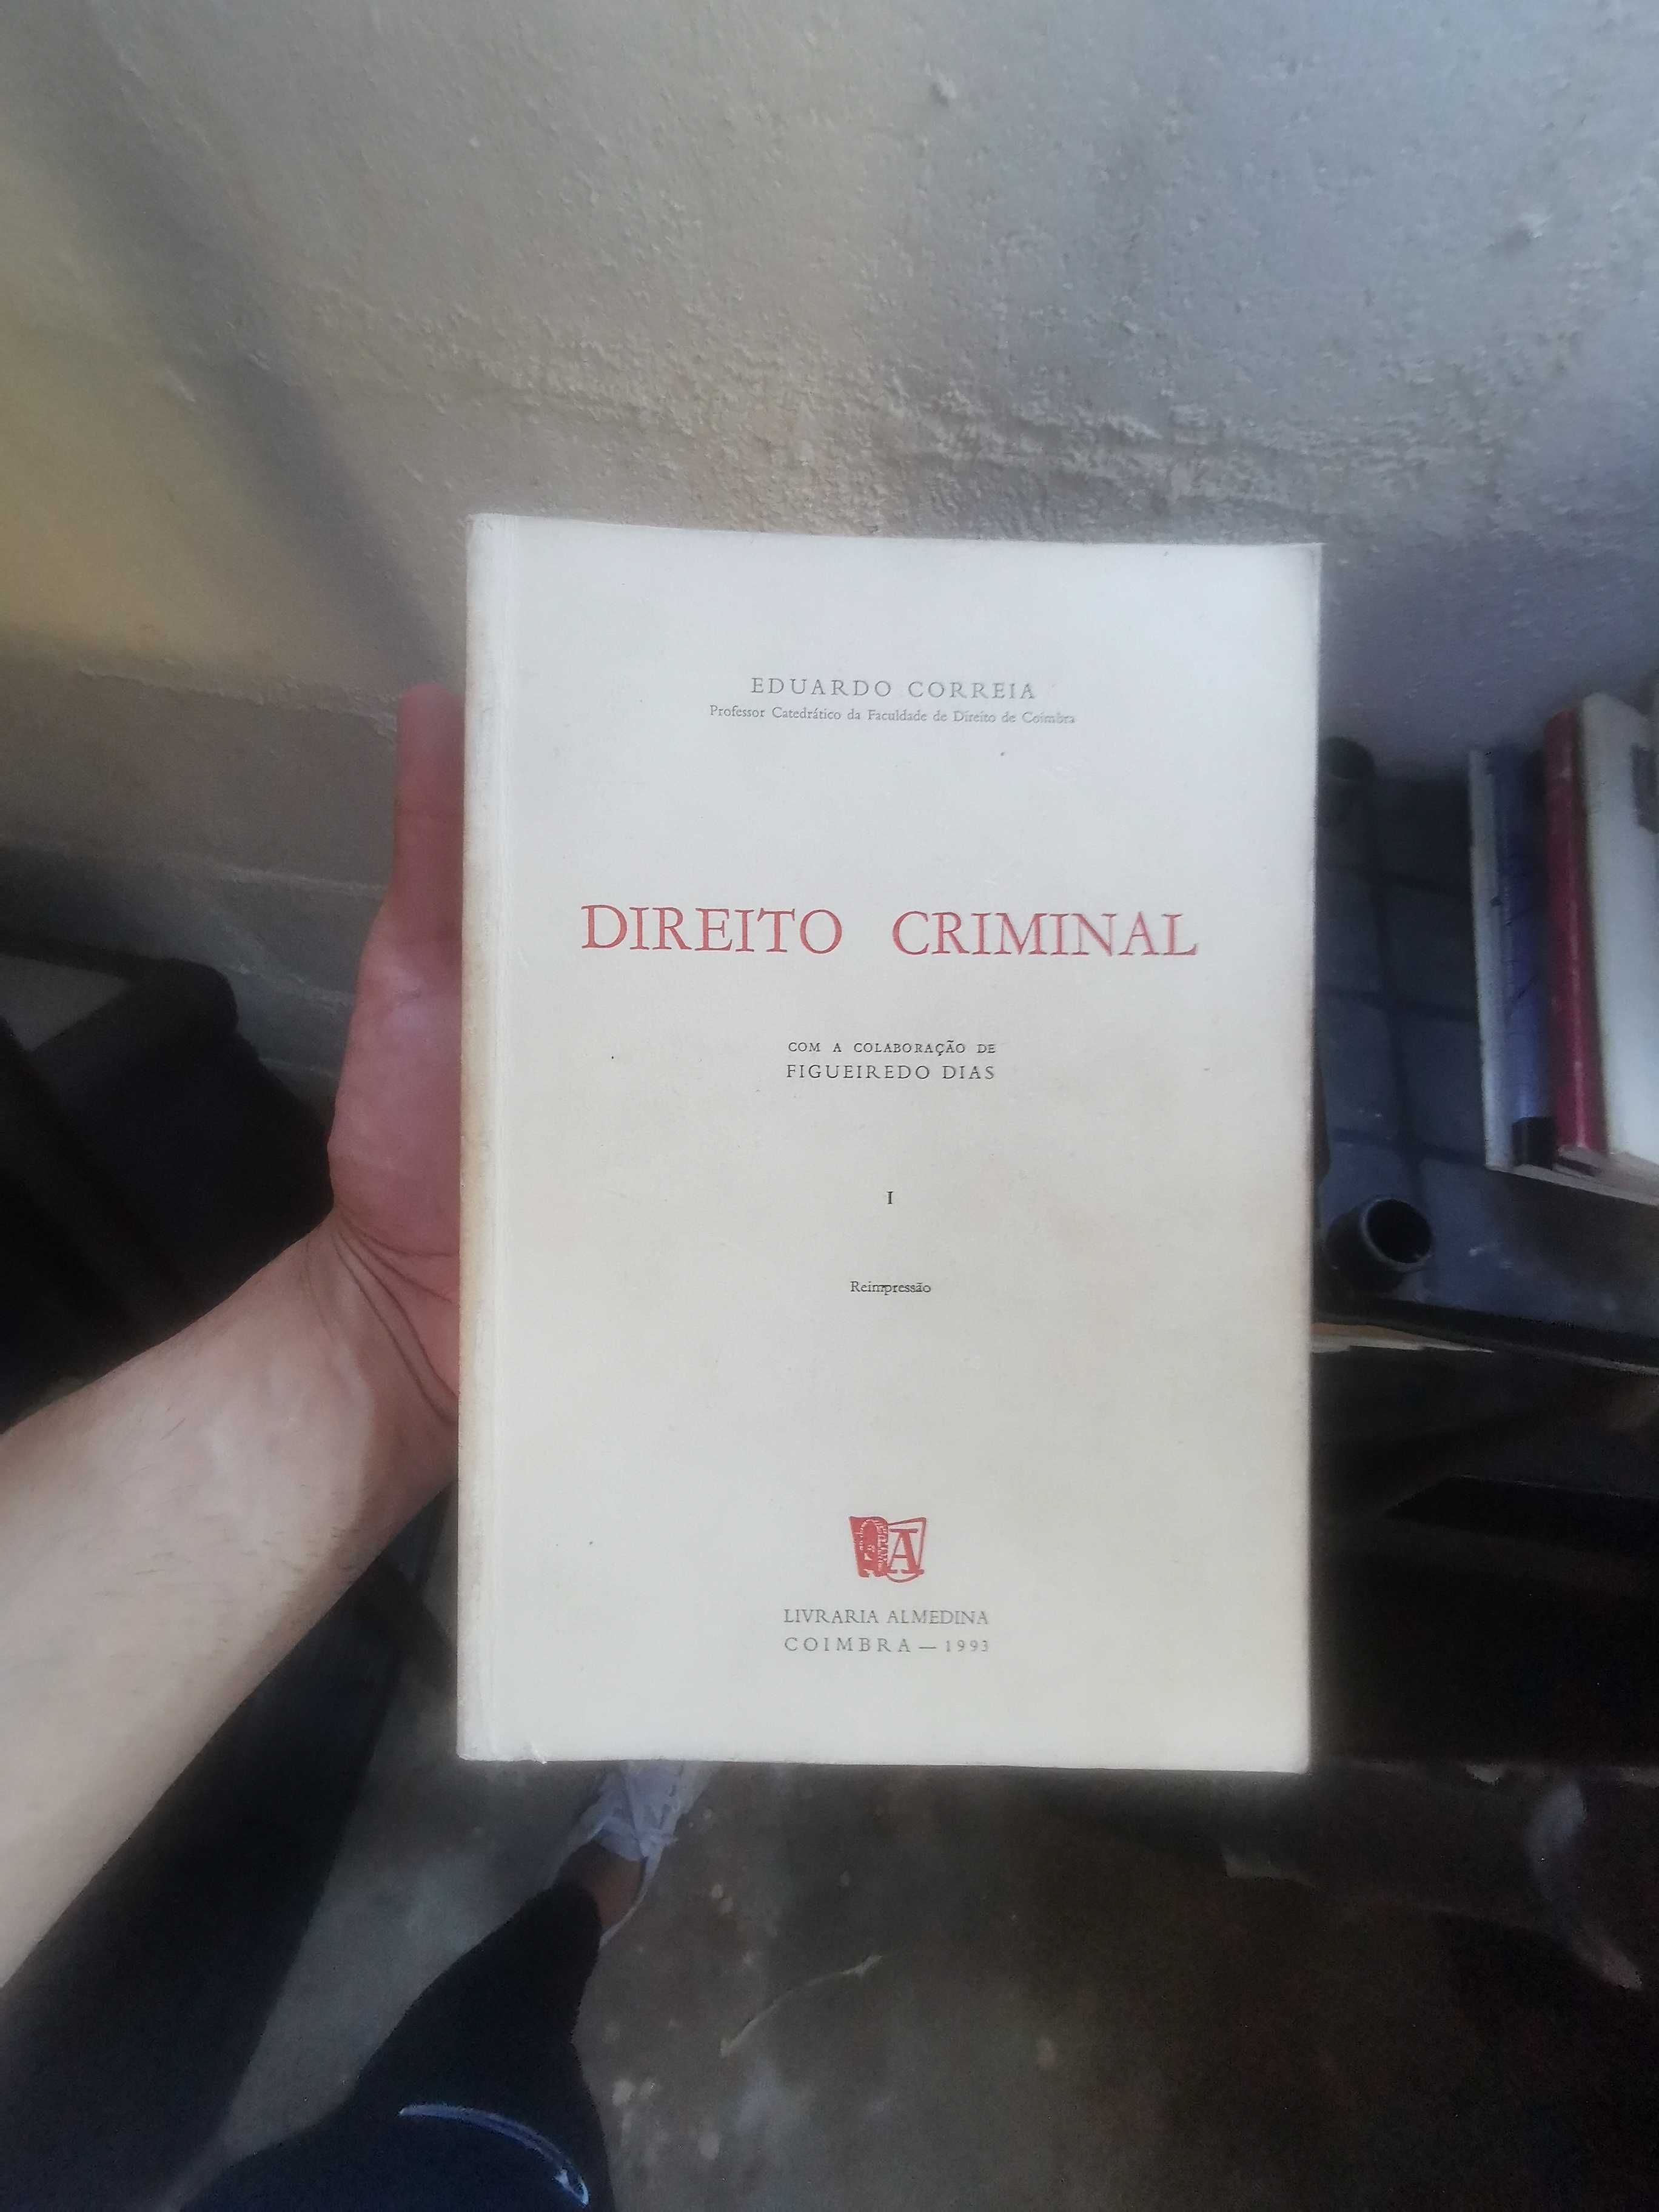 EDUARDO CORREIA
Professor Catedrático da Faculdade de Direito de Coimbra
DIREITO CRIMINAL
COM A COLABORAÇÃO DE
FIGUEIREDO DIAS
I
Reimpressão
A
LIVRARIA ALMEDINA
COIMBRA — 1993